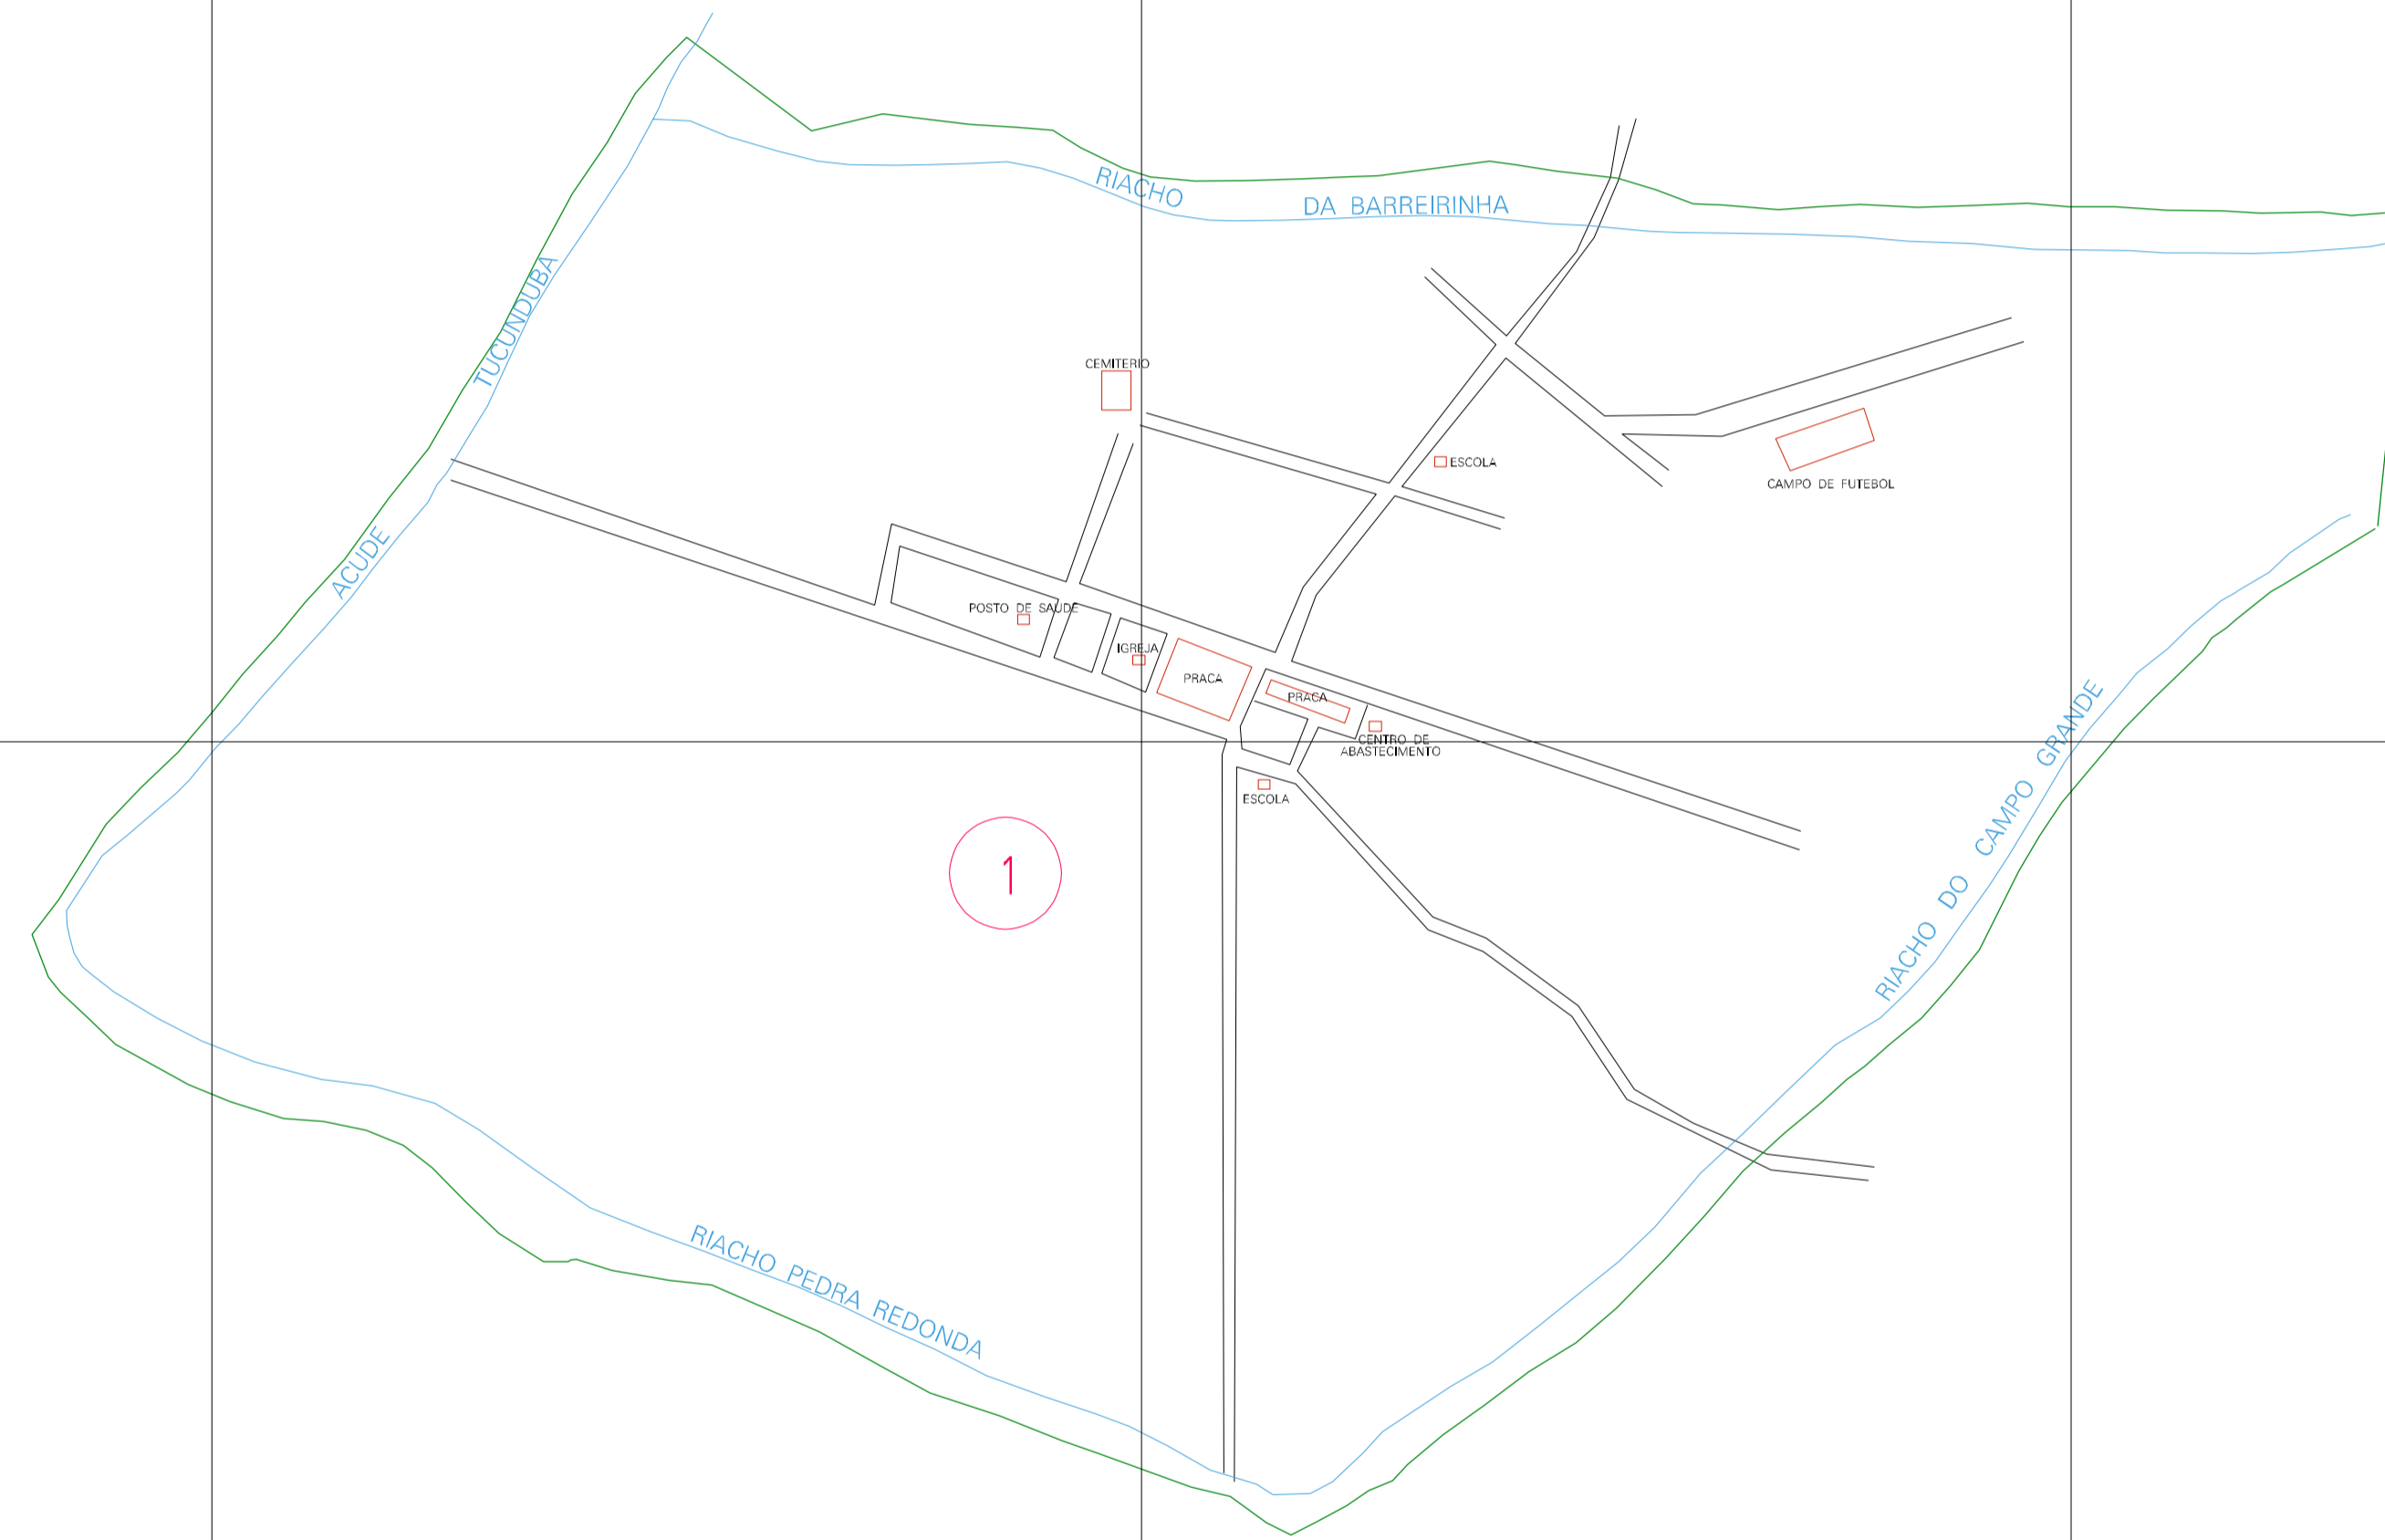 RIACHO DA BARREIRINHA
TUCUNDUBA
ACUDE
CEMITERIO
ESCOLA
CAMPO DE FUTEBOL
POSTO DE SAUDE
IGREJA
PRACA
PRACA
CENTRO DE
ABASTECIMENTO
ESCOLA
1
RIACHO DO CAMPO GRANDE
RIACHO PEDRA REDONDA